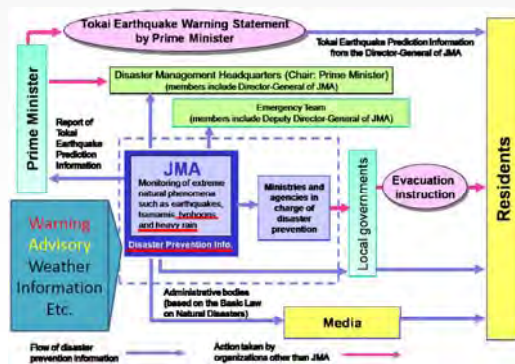 Tokai Earthquake Warning Statement
by Prime Minister
Tokai Earthquake Prediction Information
from the Director-General of JMA
Prime Minister
Disaster Management Headquarters (Chair: Prime Minister)
(members include Director-General of JMA)
Emergency Team
(members include Deputy Director-General of JMA)
Report of
Tokai
Earthquake
Prediction
Information
JMA
Monitoring of extreme
natural phenomena
such as earthquakes,
tsunamis, typhoons,
and heavy rain
Disaster Prevention Info.
Ministries and
agencies in
charge of
disaster
prevention
Local governments
Evacuation
instruction
Residents
Warning
Advisory
Weather
Information
Etc.
Administrative bodies
(based on the Basic Law
on Natural Disasters)
Media
Flow of disaster
prevention information
Action taken by
organizations other than JMA